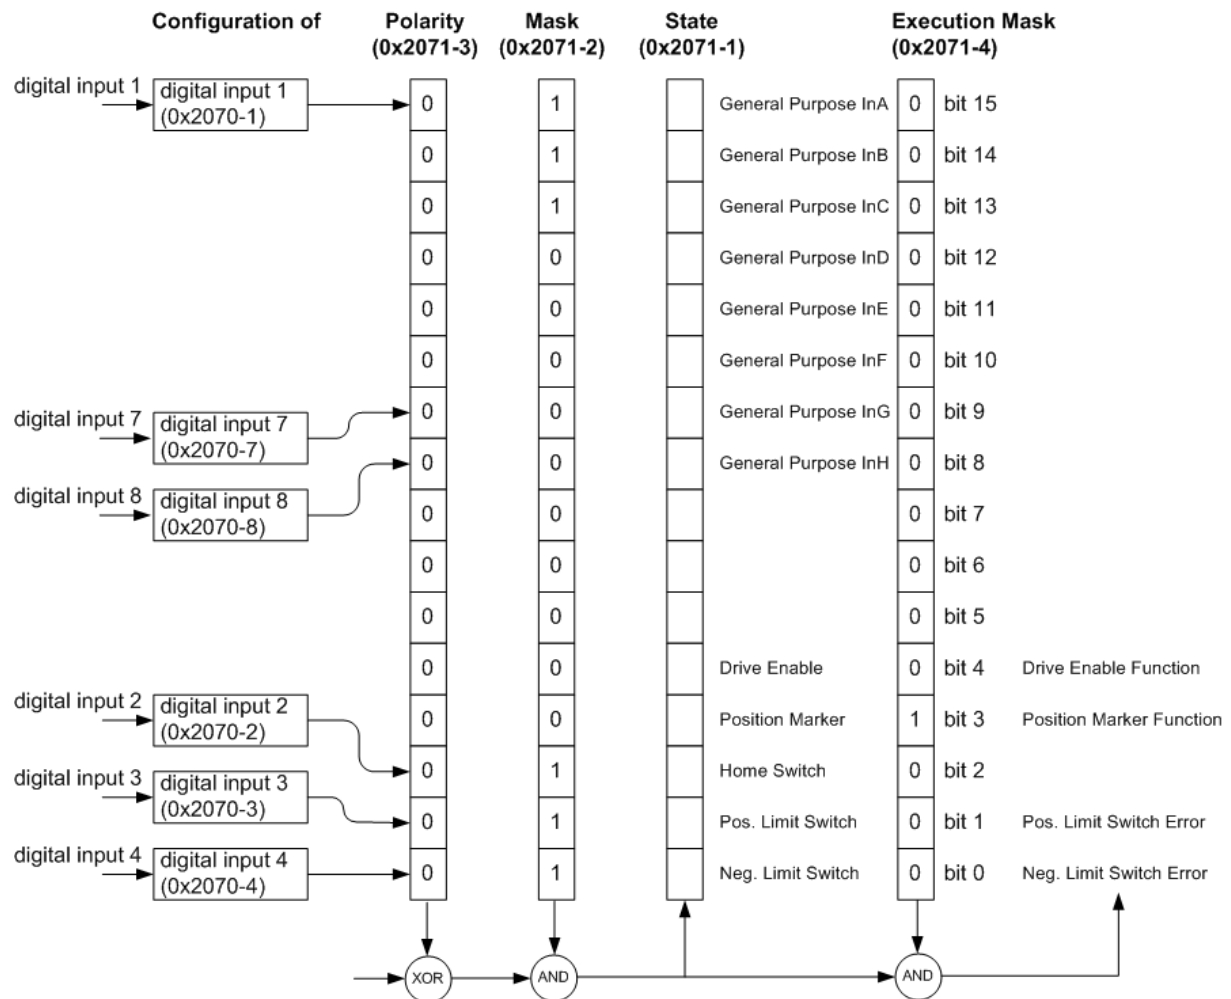 Configuration of Polarity Mask State Execution Mask
(0x2071-3) (0x2071-2) (0x2071-1) (0x2071-4)
digital input 1 digital input 1
(0x2070-1) 0 1 General Purpose InA 0 bit 15
0 1 General Purpose InB 0 bit 14
0 1 General Purpose InC 0 bit 13
0 0 General Purpose InD 0 bit 12
0 0 General Purpose InE 0 bit 11
0 0 General Purpose InF 0 bit 10
digital input 7 digital input 7
(0x2070-7) 0 0 General Purpose InG 0 bit 9
0 0 General Purpose InH 0 bit 8
digital input 8 digital input 8
(0x2070-8) 0 0 0 bit 7
0 0 0 bit 6
0 0 0 bit 5
0 0 Drive Enable 0 bit 4 Drive Enable Function
digital input 2 digital input 2
(0x2070-2) 0 0 Position Marker 1 bit 3 Position Marker Function
0 1 Home Switch 0 bit 2
digital input 3 digital input 3
(0x2070-3) 0 1 Pos. Limit Switch 0 bit 1 Pos. Limit Switch Error
digital input 4 digital input 4
(0x2070-4) 0 1 Neg. Limit Switch 0 bit 0 Neg. Limit Switch Error
XOR AND AND